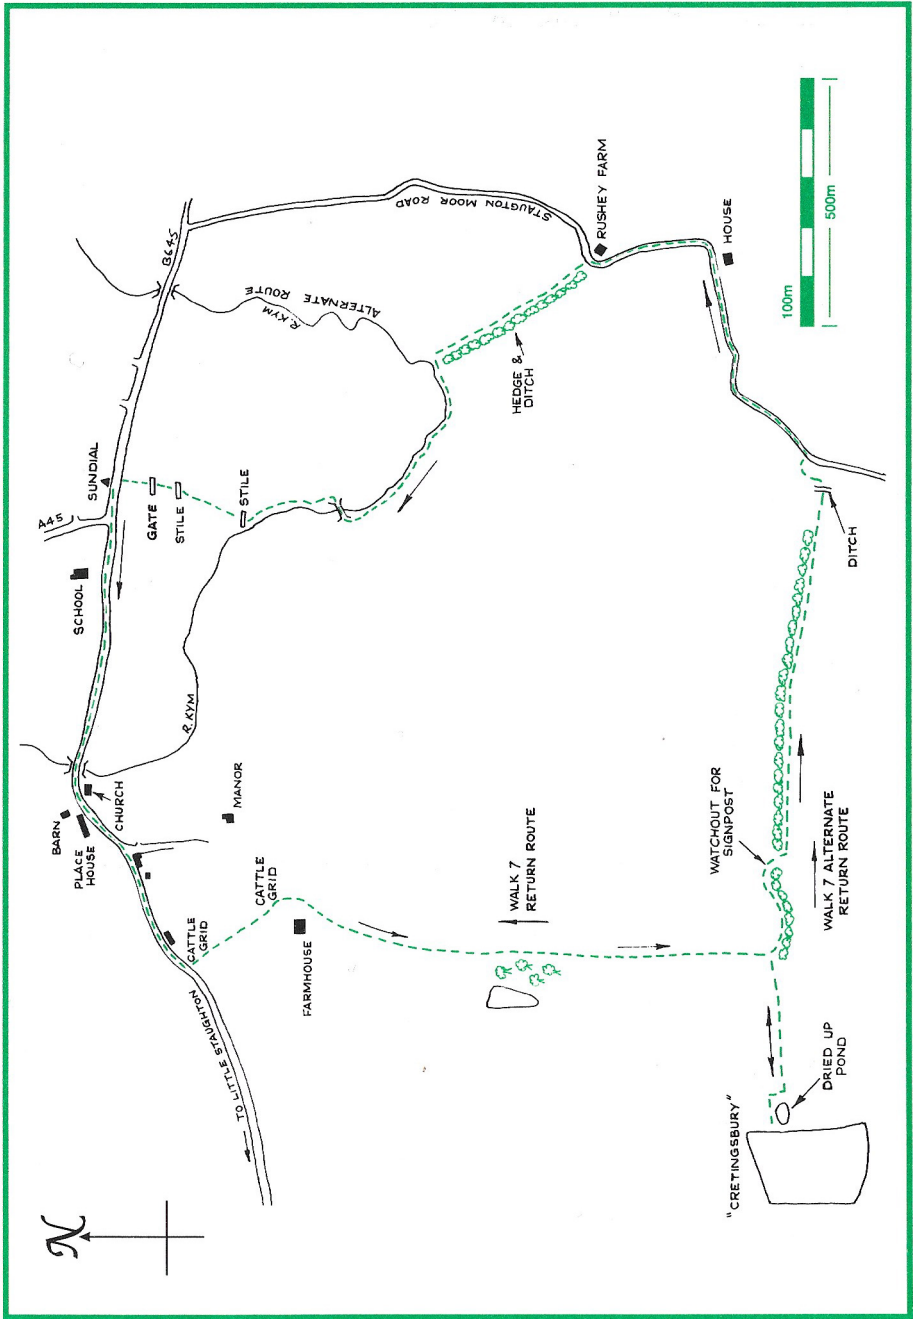 N
TO LITTLE STAUGHTON
CATTLE
GRID
CATTLE
GRID
FARMHOUSE
MANOR
BARN
PLACE
HOUSE
CHURCH
R. KYM
SCHOOL
A45
SUNDIAL
GATE
STILE
STILE
B645
ALTERNATE ROUTE
R. KYM
STAUGTON MOOR ROAD
RUSHEY FARM
HOUSE
HEDGE &
DITCH
DITCH
WALK 7
RETURN ROUTE
WATCHOUT FOR
SIGNPOST
WALK 7 ALTERNATE
RETURN ROUTE
"CRETINGSBURY"
DRIED UP
POND
100m
500m